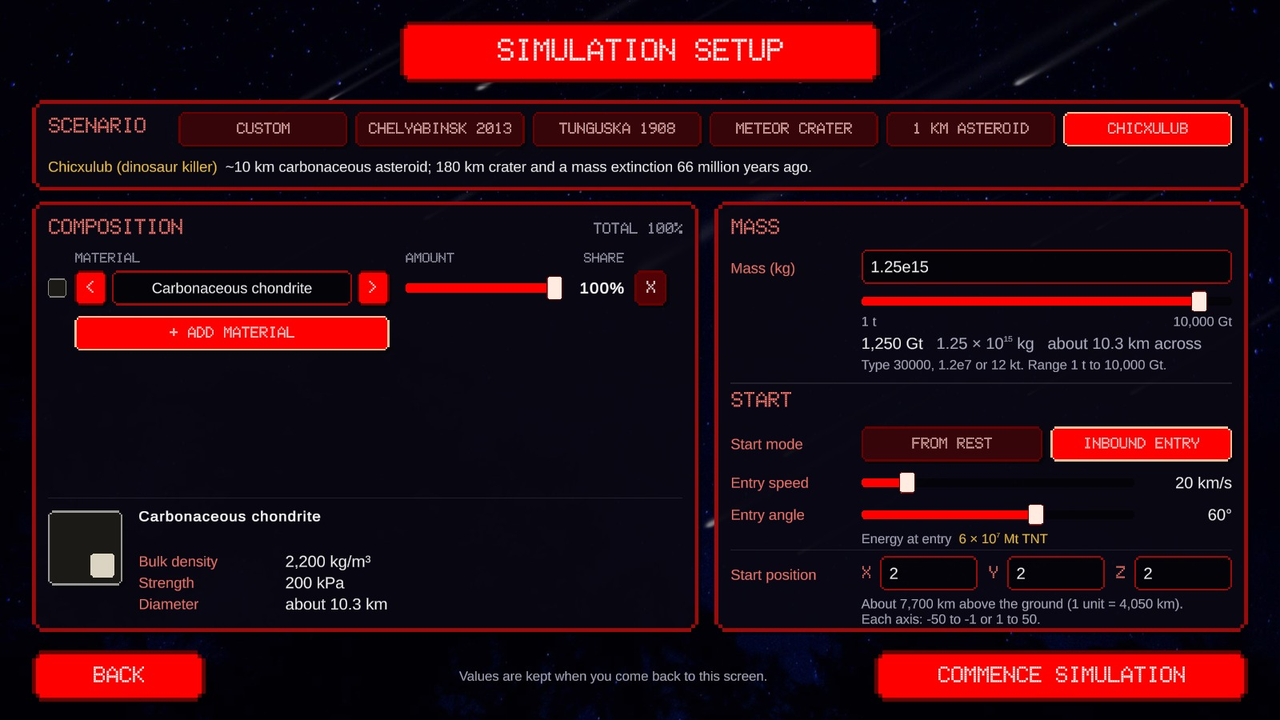 SIMULATION SETUP
SCENARIO CUSTOM CHELYABINSK 2013 TUNGUSKA 1908 METEOR CRATER 1 KM ASTEROID CHICXULUB
Chicxulub (dinosaur killer) ~10 km carbonaceous asteroid; 180 km crater and a mass extinction 66 million years ago.
COMPOSITION TOTAL 100%
MATERIAL AMOUNT SHARE
< Carbonaceous chondrite > 100% X
+ ADD MATERIAL
Carbonaceous chondrite
Bulk density 2,200 kg/m³
Strength 200 kPa
Diameter about 10.3 km
MASS
Mass (kg) 1.25e15
1 t 10,000 Gt
1,250 Gt 1.25 × 10¹⁵ kg about 10.3 km across
Type 30000, 1.2e7 or 12 kt. Range 1 t to 10,000 Gt.
START
Start mode FROM REST INBOUND ENTRY
Entry speed 20 km/s
Entry angle 60°
Energy at entry 6 × 10⁷ Mt TNT
Start position X 2 Y 2 Z 2
About 7,700 km above the ground (1 unit = 4,050 km).
Each axis: -50 to -1 or 1 to 50.
BACK Values are kept when you come back to this screen. COMMENCE SIMULATION